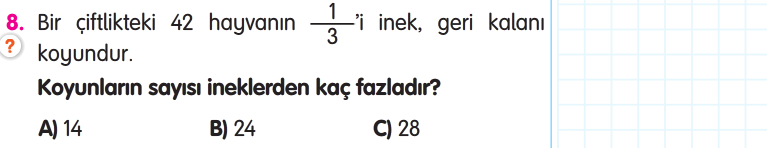 8. Bir çiftlikteki 42 hayvanın 1/3'i inek, geri kalanı
? koyundur.
Koyunların sayısı ineklerden kaç fazladır?
A) 14 B) 24 C) 28